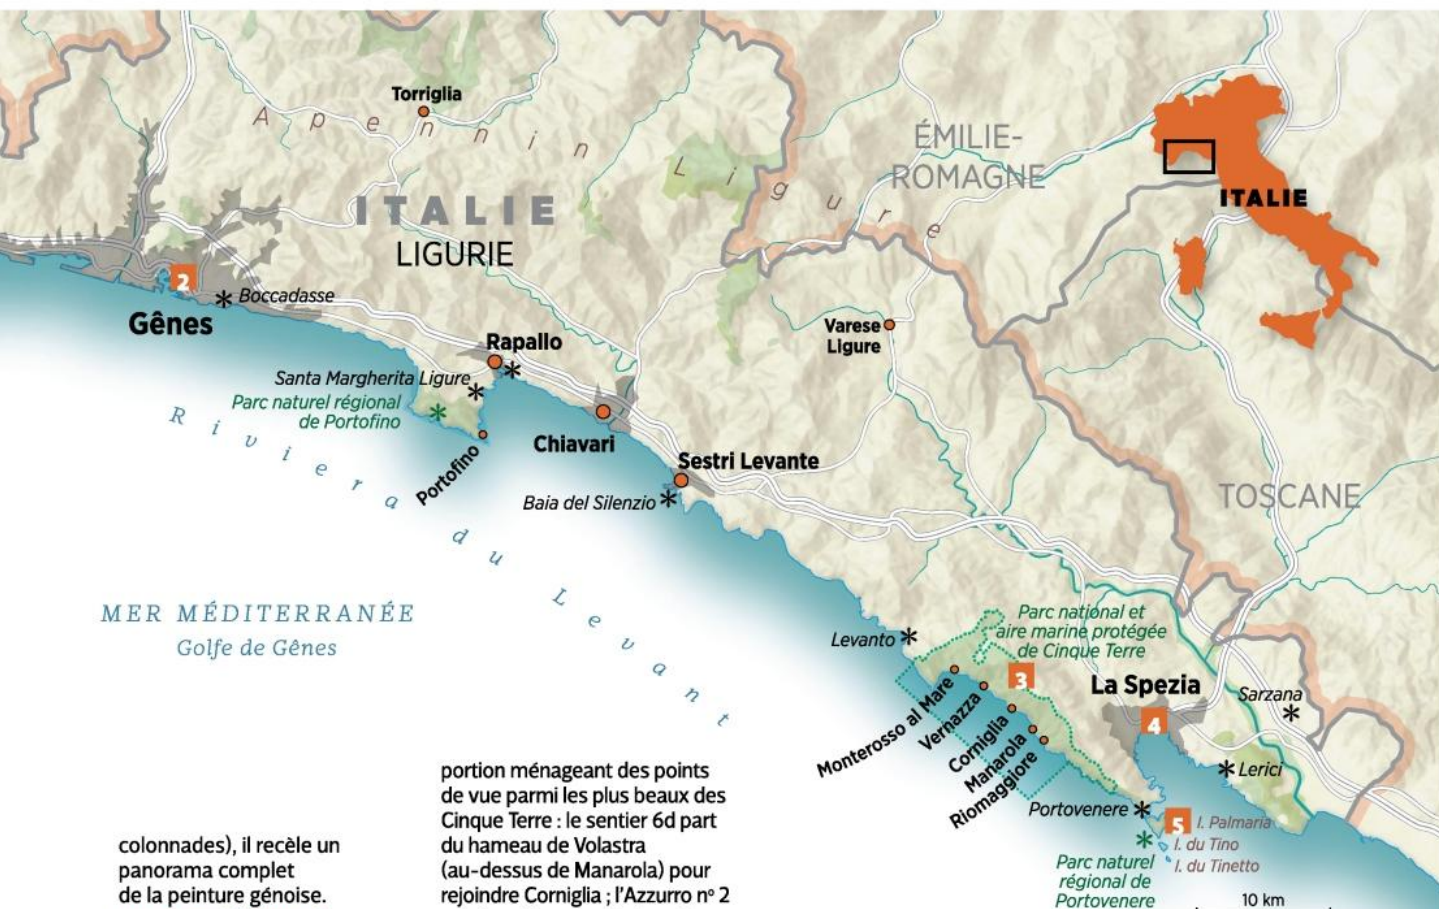 Torriglia
Apennin Ligure
ÉMILIE-
ROMAGNE
ITALIE
ITALIE
LIGURIE
2
Boccadasse
Gênes
Rapallo
Varese
Ligure
Santa Margherita Ligure
Parc naturel régional
de Portofino
Chiavari
Portofino
Sestri Levante
Baia del Silenzio
TOSCANE
Riviera du Levant
MER MÉDITERRANÉE
Golfe de Gênes
Levanto
Parc national et
aire marine protégée
de Cinque Terre
3
La Spezia
Sarzana
4
Monterosso al Mare
Vernazza
Corniglia
Manarola
Riomaggiore
Lerici
Portovenere
5
I. Palmaria
I. du Tino
I. du Tinetto
Parc naturel
régional de
Portovenere
10 km
colonnades), il recèle un
panorama complet
de la peinture génoise.
portion ménageant des points
de vue parmi les plus beaux des
Cinque Terre : le sentier 6d part
du hameau de Volastra
(au-dessus de Manarola) pour
rejoindre Corniglia ; l'Azzurro nº 2